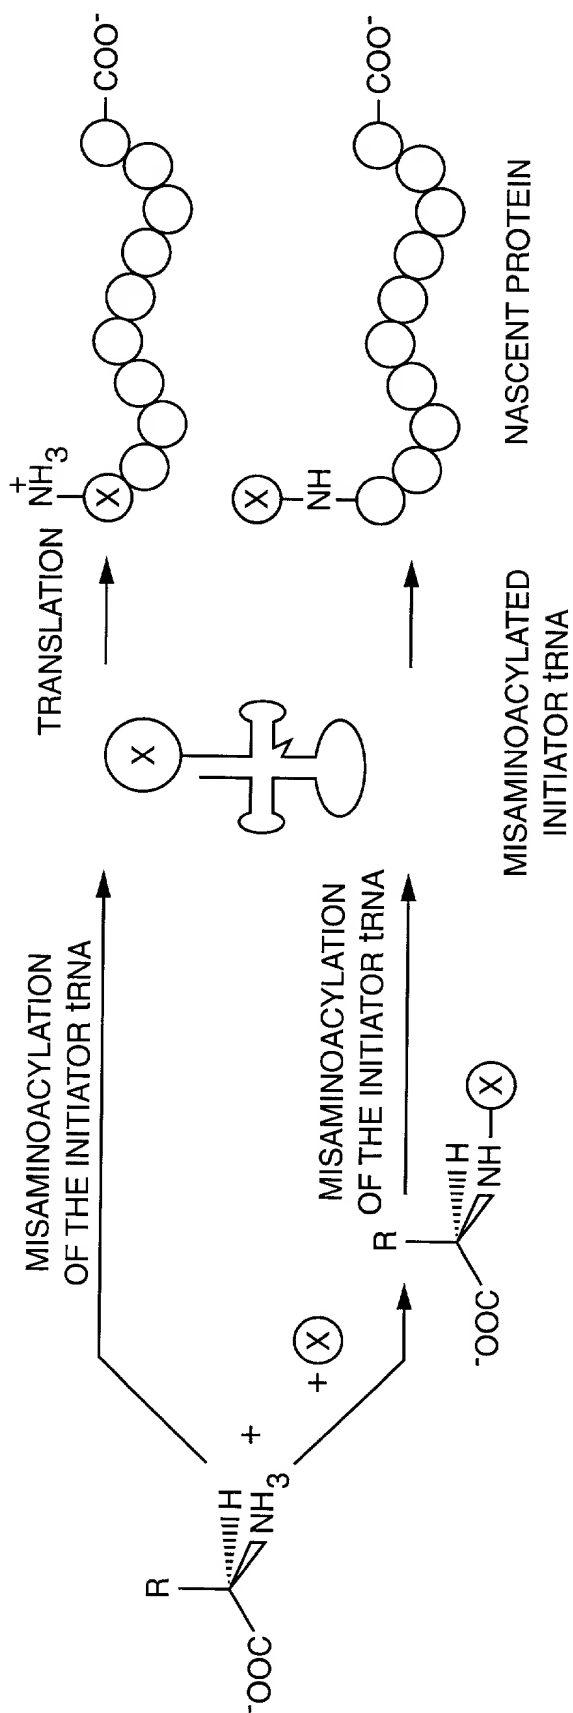 MISAMINOACYLATION
OF THE INITIATOR tRNA
TRANSLATION
+
NH3
X
COO-
R
H
+
NH3
-OOC
X
+ X
X
NH
COO-
MISAMINOACYLATION
OF THE INITIATOR tRNA
R
H
NH
X
-OOC
MISAMINOACYLATED
INITIATOR tRNA
NASCENT PROTEIN